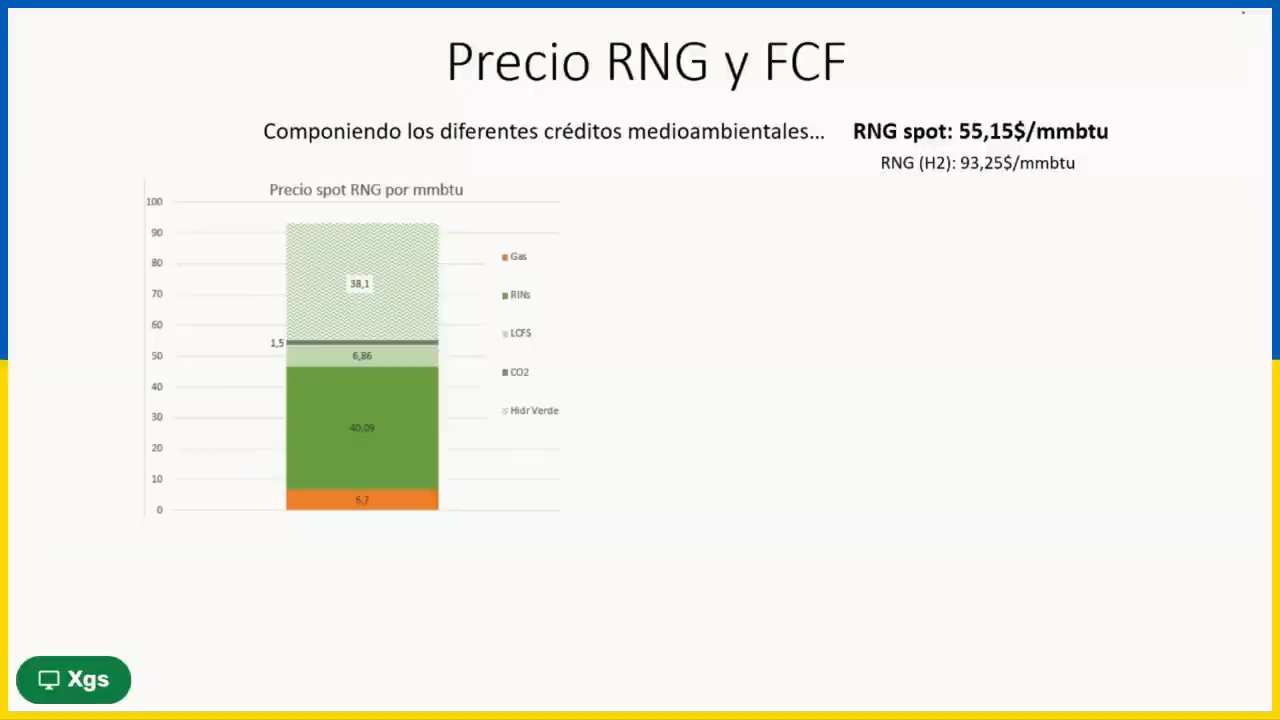 Precio RNG y FCF
Componiendo los diferentes créditos medioambientales...
RNG spot: 55,15$/mmbtu
RNG (H2): 93,25$/mmbtu
Precio spot RNG por mmbtu
100
90
80
70
60
50
40
30
20
10
0
38,1
1,5
6,86
40,09
6,7
Gas
RINs
LCFS
CO2
Hidr Verde
Xgs